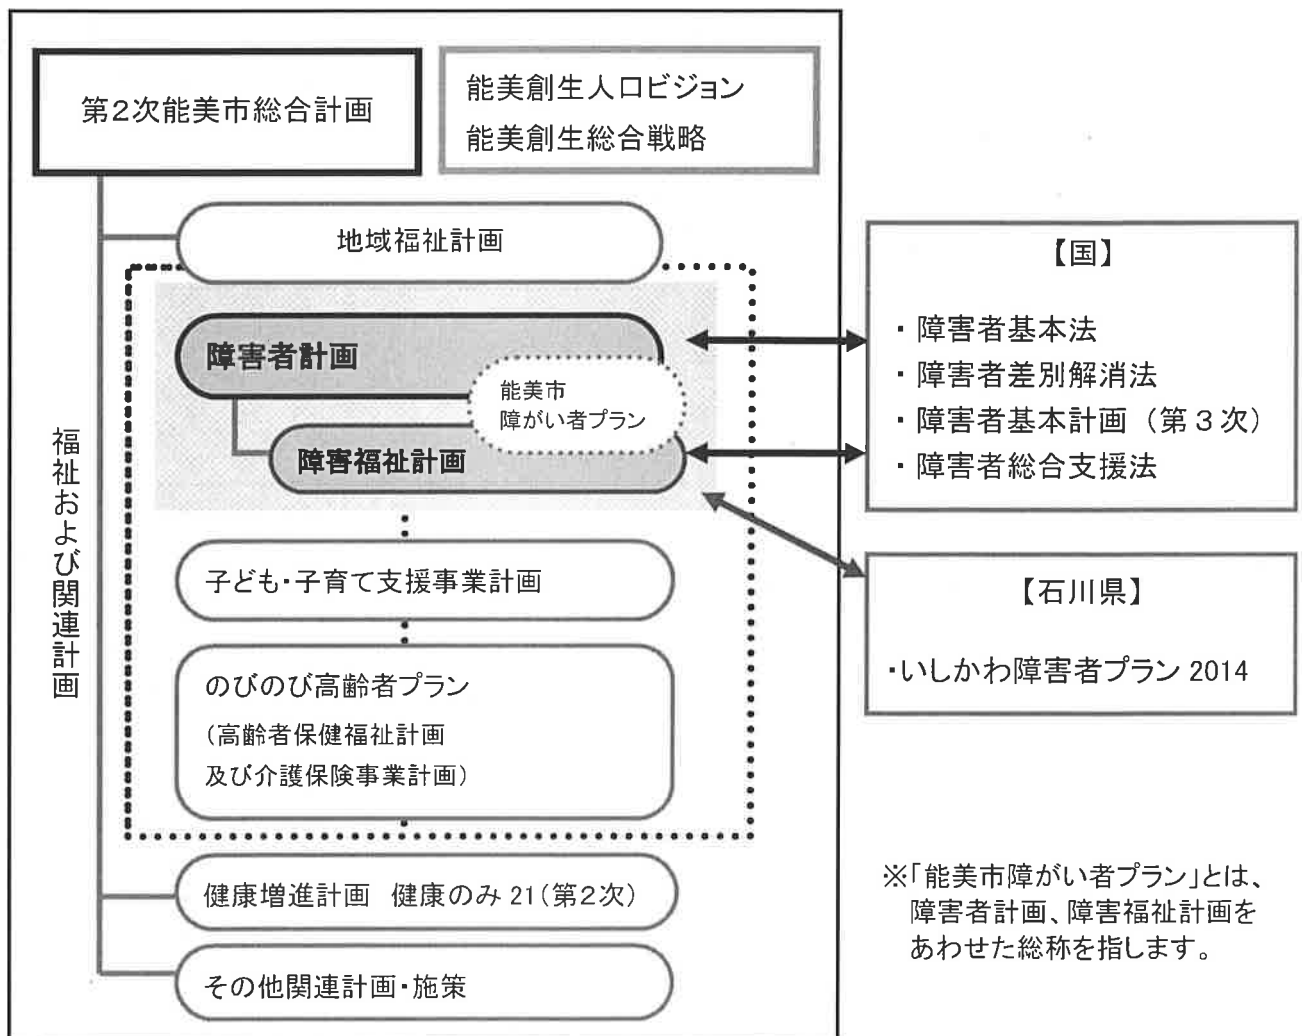 第2次能美市総合計画
能美創生人口ビジョン
能美創生総合戦略
地域福祉計画
障害者計画
能美市
障がい者プラン
障害福祉計画
福祉および関連計画
子ども・子育て支援事業計画
のびのび高齢者プラン
(高齢者保健福祉計画
及び介護保険事業計画)
健康増進計画 健康のみ21(第2次)
その他関連計画・施策
【国】
・障害者基本法
・障害者差別解消法
・障害者基本計画(第3次)
・障害者総合支援法
【石川県】
・いしかわ障害者プラン2014
※「能美市障がい者プラン」とは、
障害者計画、障害福祉計画を
あわせた総称を指します。